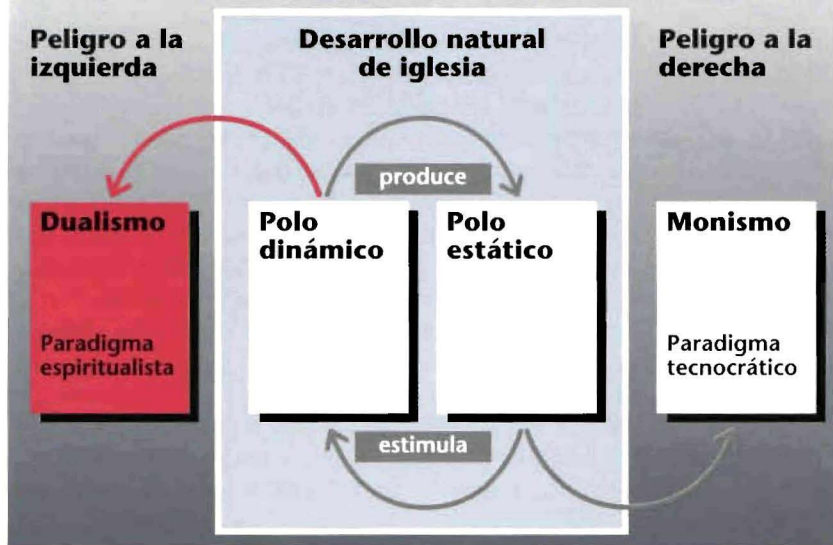 Peligro a la
izquierda
Desarrollo natural
de iglesia
Peligro a la
derecha
produce
Dualismo
Paradigma
espiritualista
Polo
dinámico
Polo
estático
Monismo
Paradigma
tecnocrático
estimula